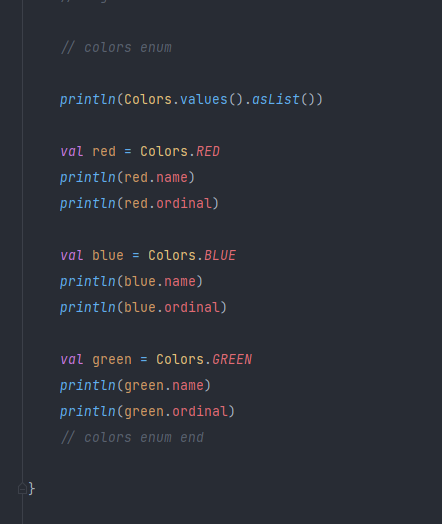 // colors enum
println(Colors.values().asList())
val red = Colors.RED
println(red.name)
println(red.ordinal)
val blue = Colors.BLUE
println(blue.name)
println(blue.ordinal)
val green = Colors.GREEN
println(green.name)
println(green.ordinal)
// colors enum end
}